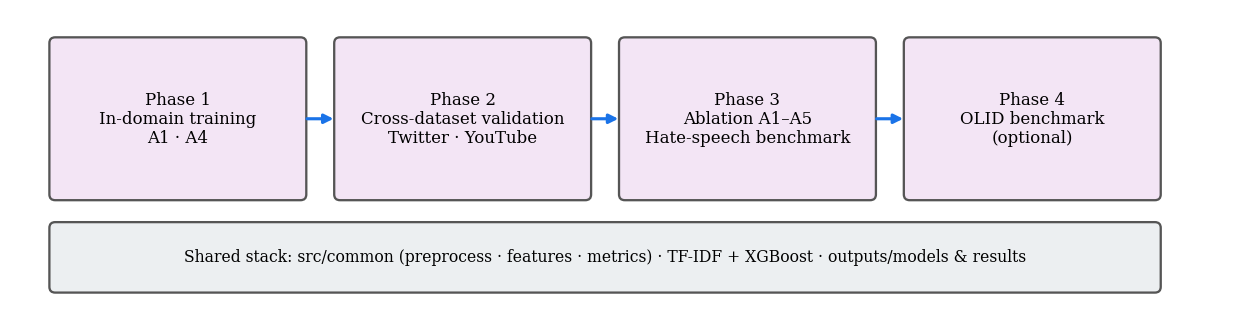 Phase 1
In-domain training
A1 · A4
Phase 2
Cross-dataset validation
Twitter · YouTube
Phase 3
Ablation A1–A5
Hate-speech benchmark
Phase 4
OLID benchmark
(optional)
Shared stack: src/common (preprocess · features · metrics) · TF-IDF + XGBoost · outputs/models & results